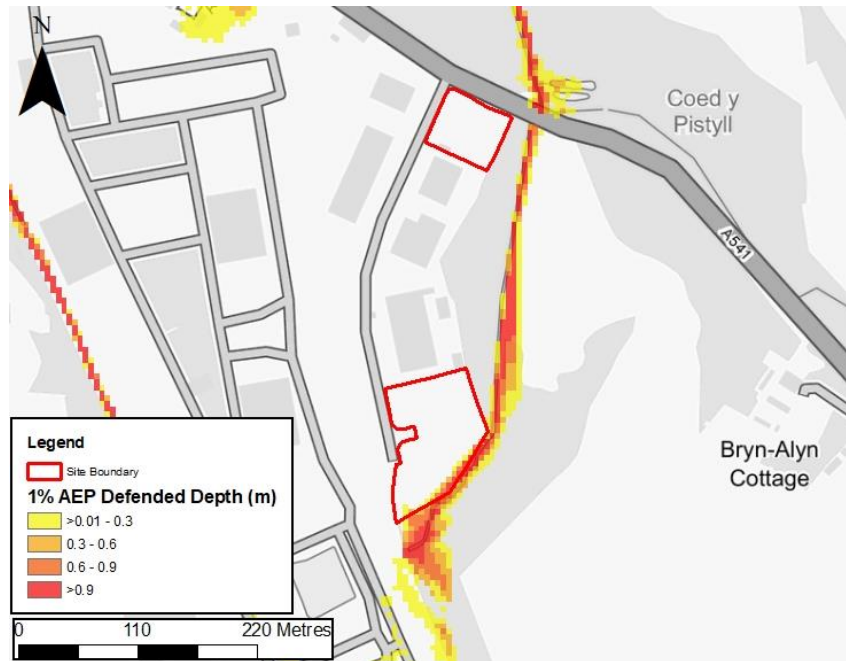 N
Coed y
Pistyll
A541
Bryn-Alyn
Cottage
Legend
Site Boundary
1% AEP Defended Depth (m)
>0.01 - 0.3
0.3 - 0.6
0.6 - 0.9
>0.9
0 110 220 Metres